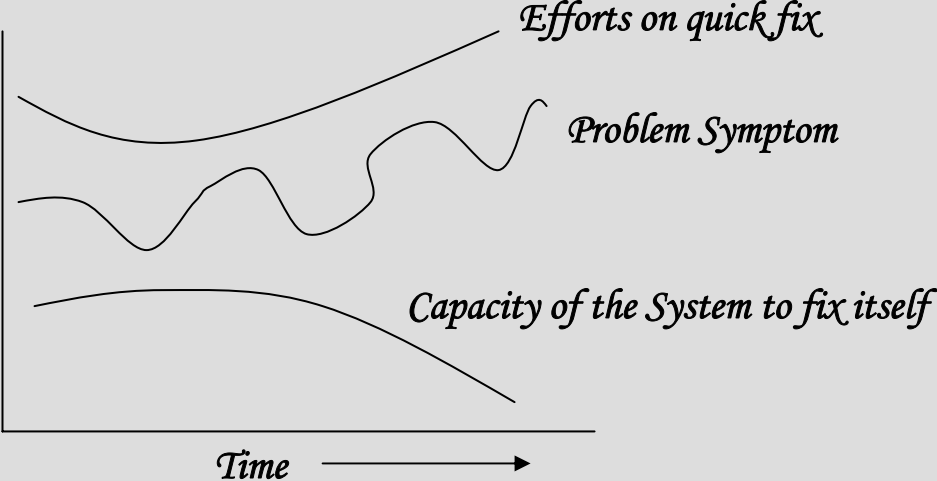 Efforts on quick fix
Problem Symptom
Capacity of the System to fix itself
Time